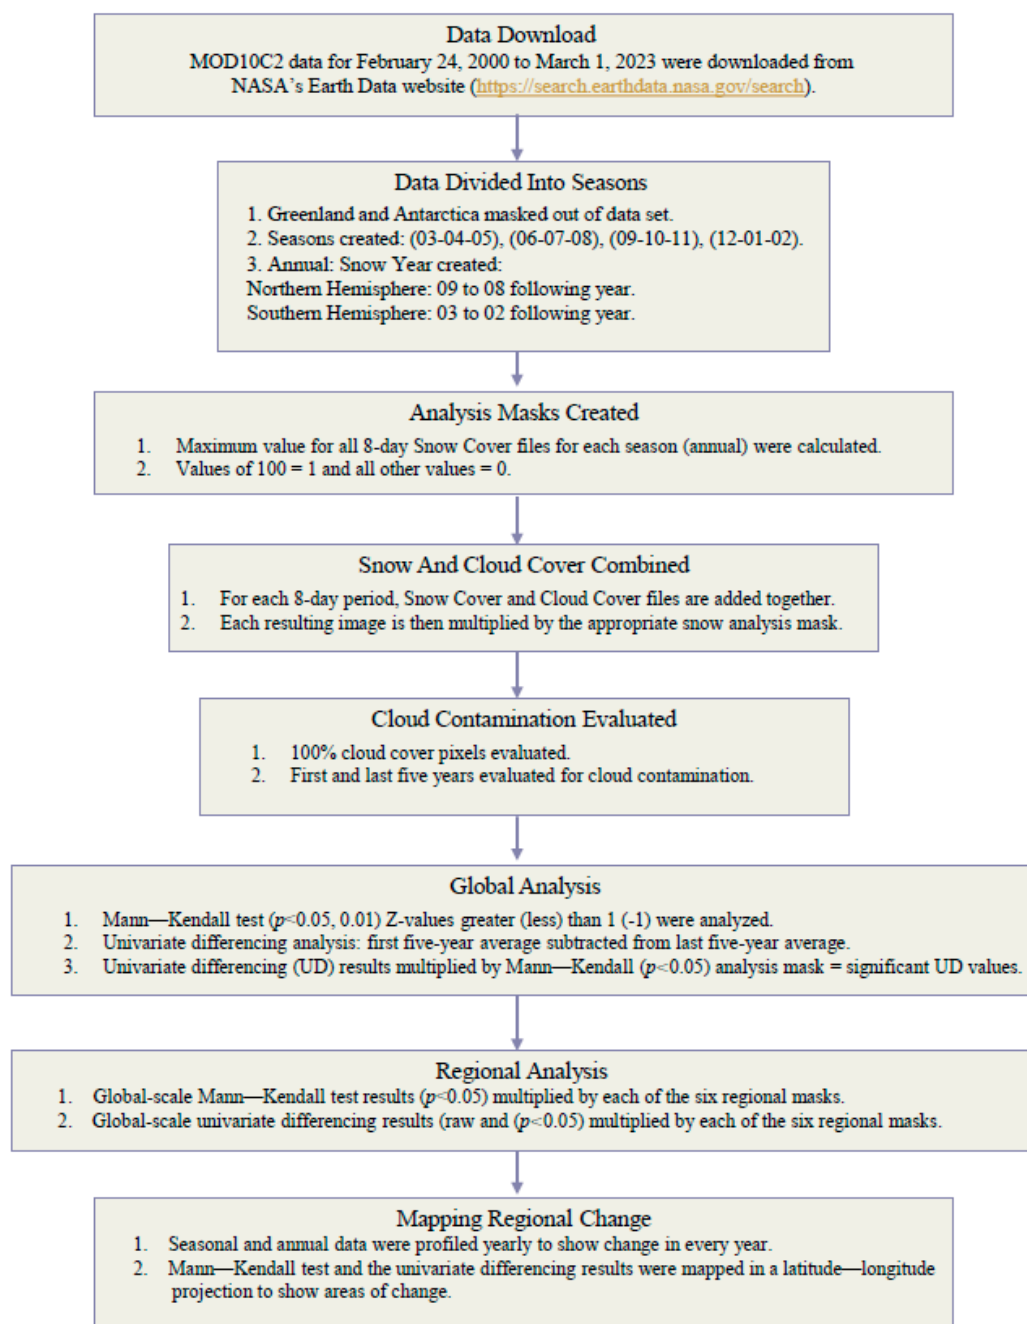 Data Download
MOD10C2 data for February 24, 2000 to March 1, 2023 were downloaded from
NASA's Earth Data website (https://search.earthdata.nasa.gov/search).
Data Divided Into Seasons
1. Greenland and Antarctica masked out of data set.
2. Seasons created: (03-04-05), (06-07-08), (09-10-11), (12-01-02).
3. Annual: Snow Year created:
Northern Hemisphere: 09 to 08 following year.
Southern Hemisphere: 03 to 02 following year.
Analysis Masks Created
1. Maximum value for all 8-day Snow Cover files for each season (annual) were calculated.
2. Values of 100 = 1 and all other values = 0.
Snow And Cloud Cover Combined
1. For each 8-day period, Snow Cover and Cloud Cover files are added together.
2. Each resulting image is then multiplied by the appropriate snow analysis mask.
Cloud Contamination Evaluated
1. 100% cloud cover pixels evaluated.
2. First and last five years evaluated for cloud contamination.
Global Analysis
1. Mann—Kendall test (p<0.05, 0.01) Z-values greater (less) than 1 (-1) were analyzed.
2. Univariate differencing analysis: first five-year average subtracted from last five-year average.
3. Univariate differencing (UD) results multiplied by Mann—Kendall (p<0.05) analysis mask = significant UD values.
Regional Analysis
1. Global-scale Mann—Kendall test results (p<0.05) multiplied by each of the six regional masks.
2. Global-scale univariate differencing results (raw and (p<0.05) multiplied by each of the six regional masks.
Mapping Regional Change
1. Seasonal and annual data were profiled yearly to show change in every year.
2. Mann—Kendall test and the univariate differencing results were mapped in a latitude—longitude
projection to show areas of change.